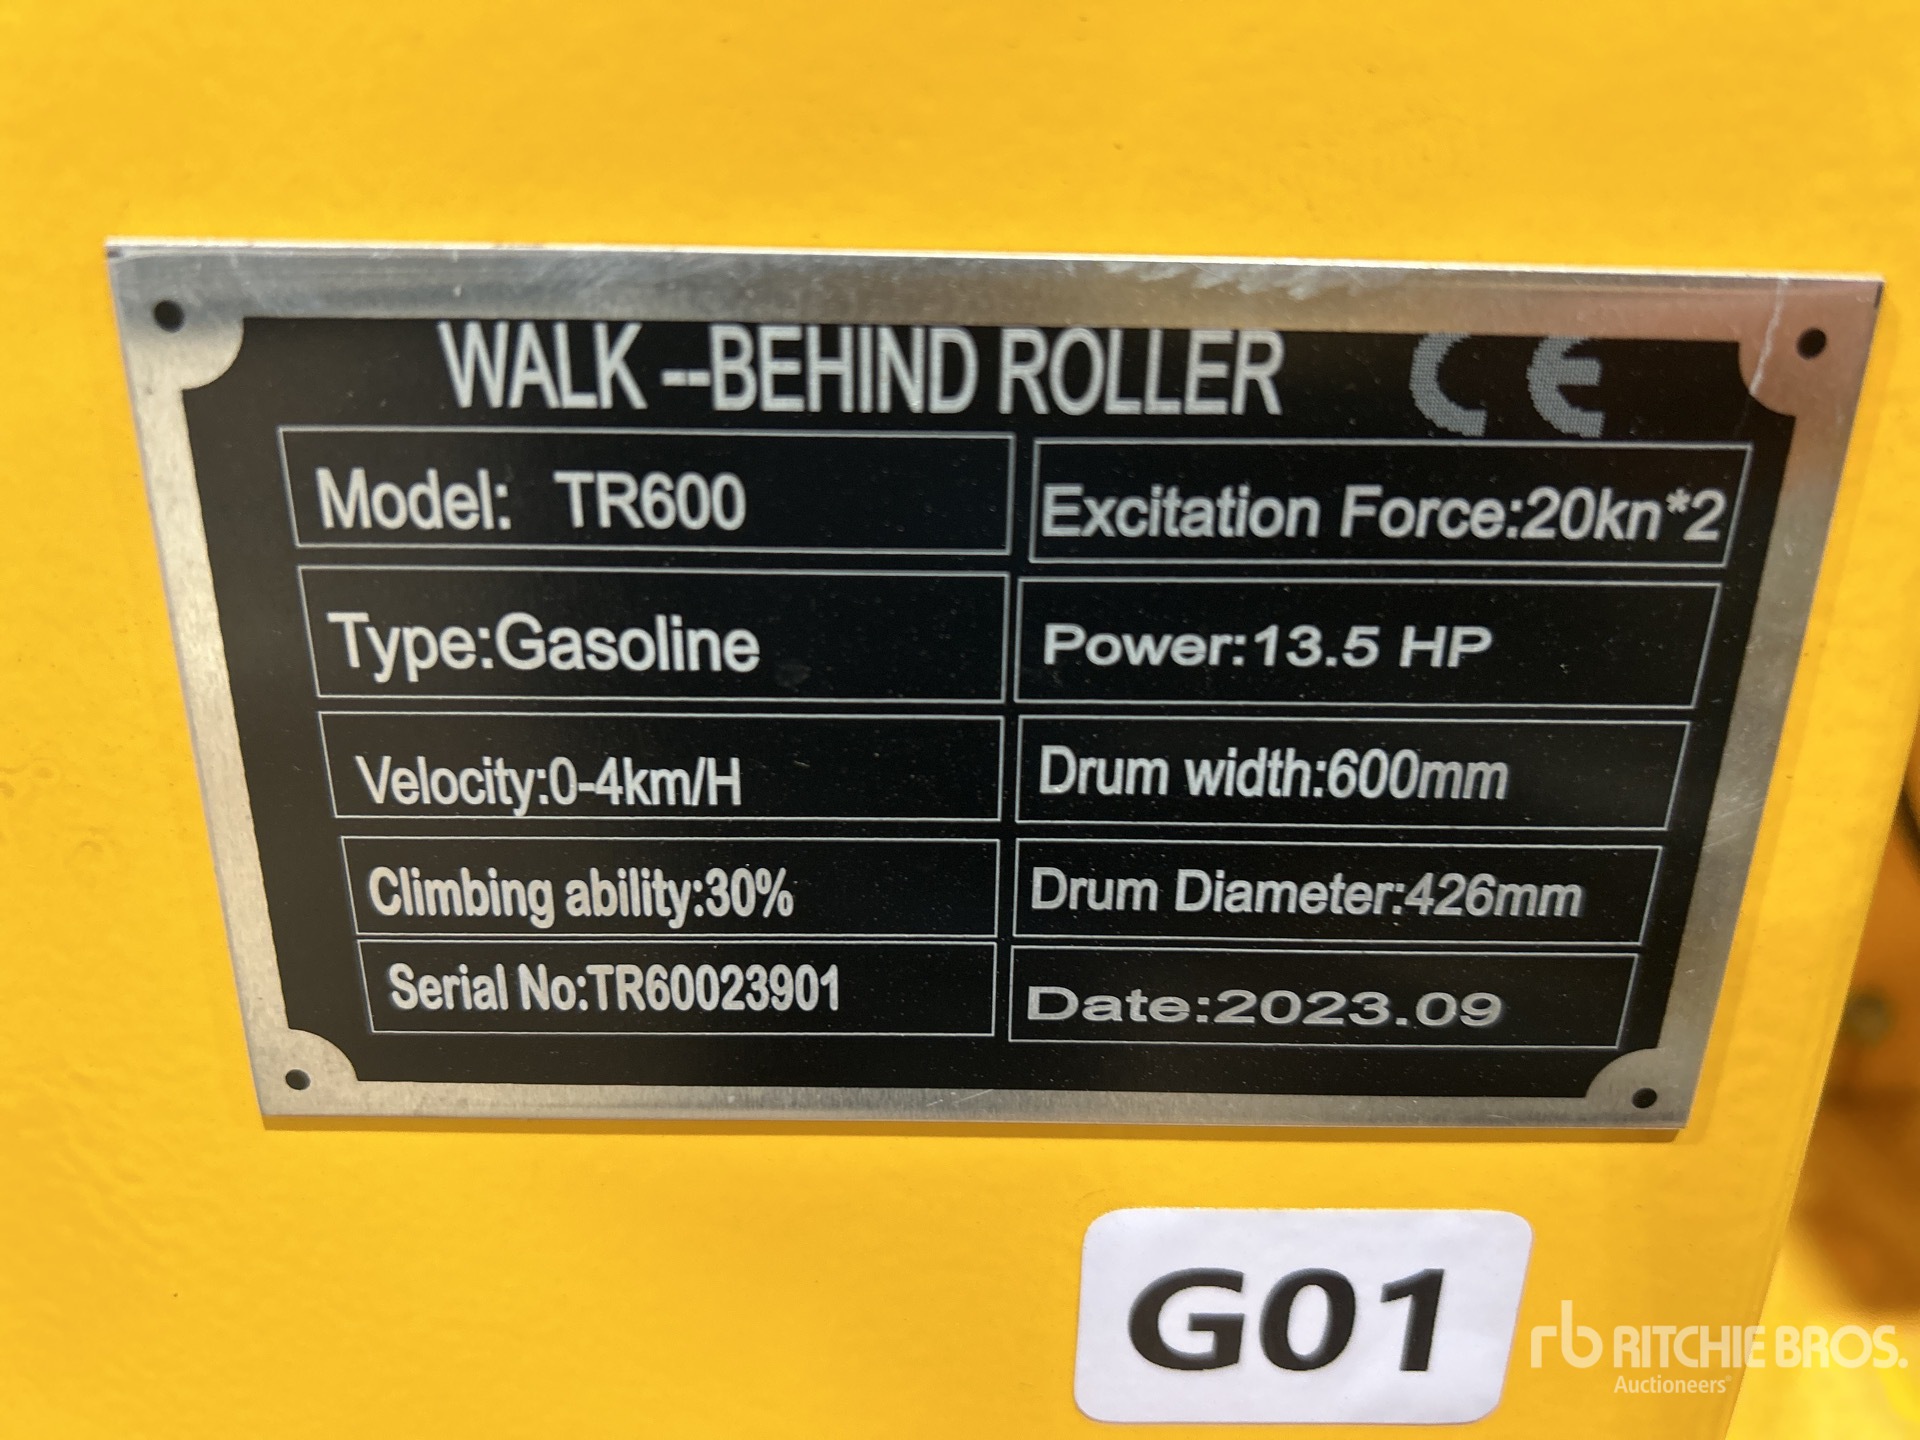 WALK --BEHIND ROLLER CE
Model: TR600
Excitation Force:20kn*2
Type:Gasoline
Power:13.5 HP
Velocity:0-4km/H
Drum width:600mm
Climbing ability:30%
Drum Diameter:426mm
Serial No:TR60023901
Date:2023.09
G01
rb RITCHIE BROS.
Auctioneers